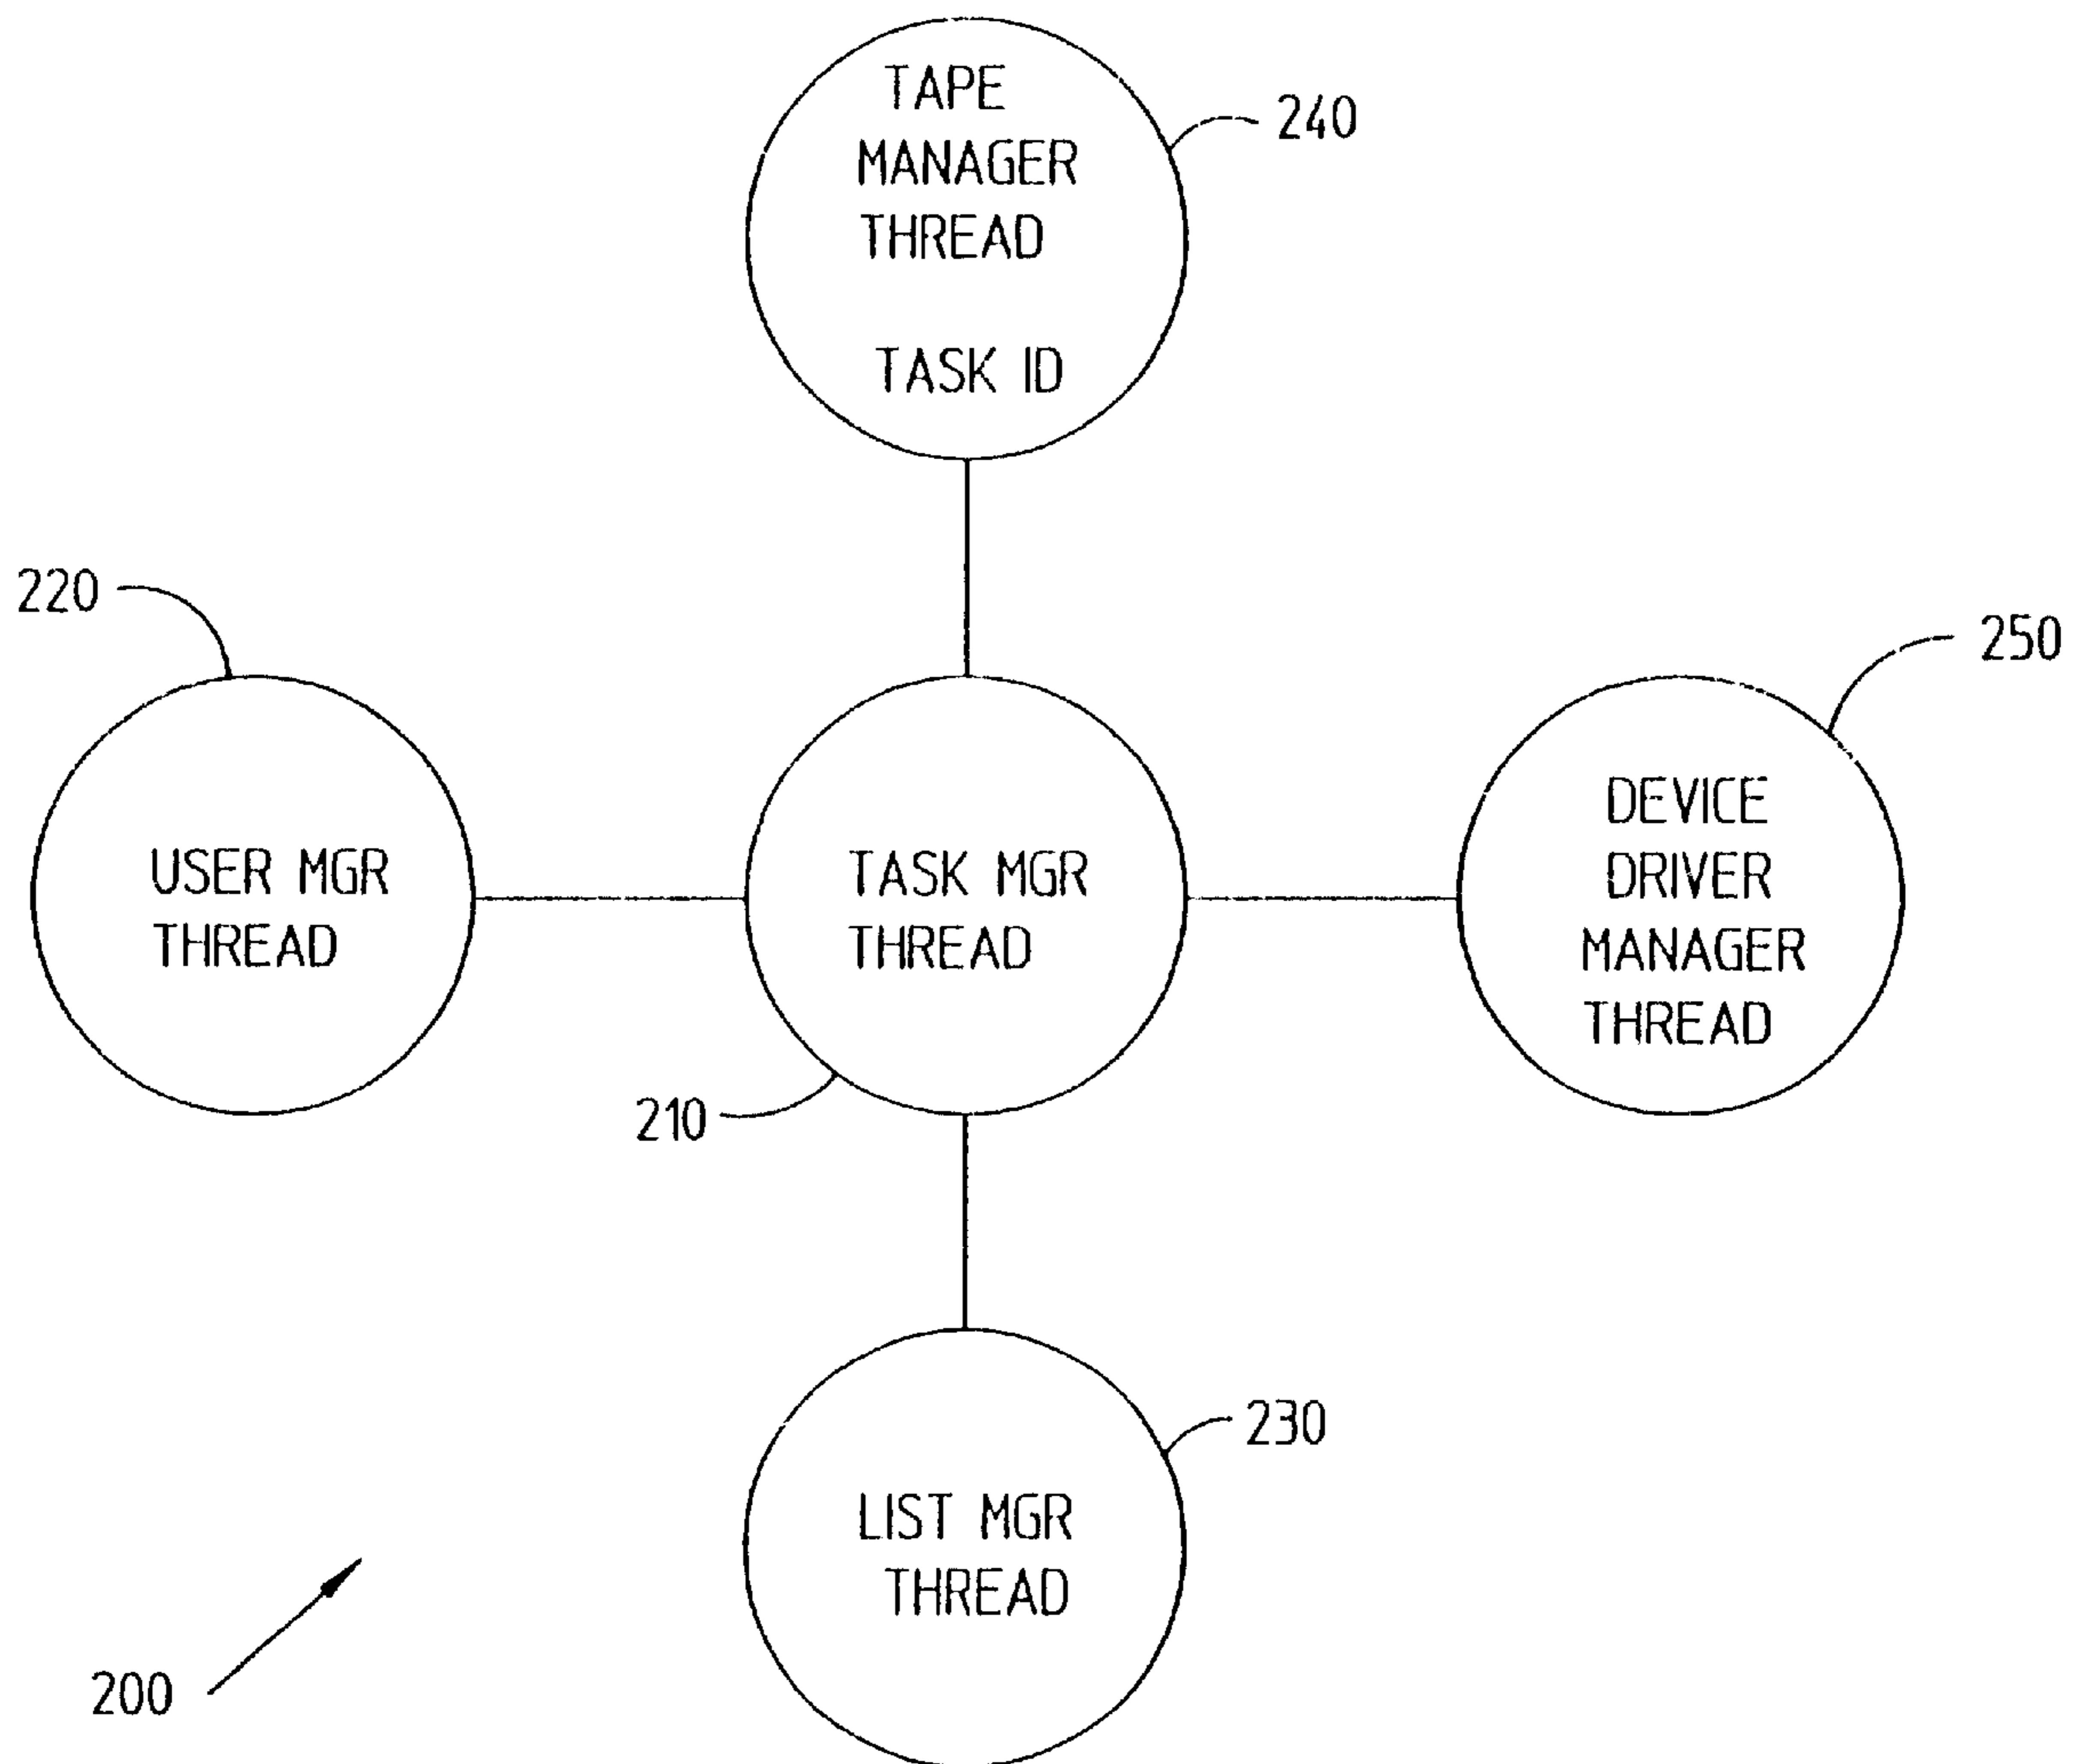 TAPE
MANAGER
THREAD
TASK ID
240
220
250
USER MGR
THREAD
TASK MGR
THREAD
DEVICE
DRIVER
MANAGER
THREAD
210
230
LIST MGR
THREAD
200